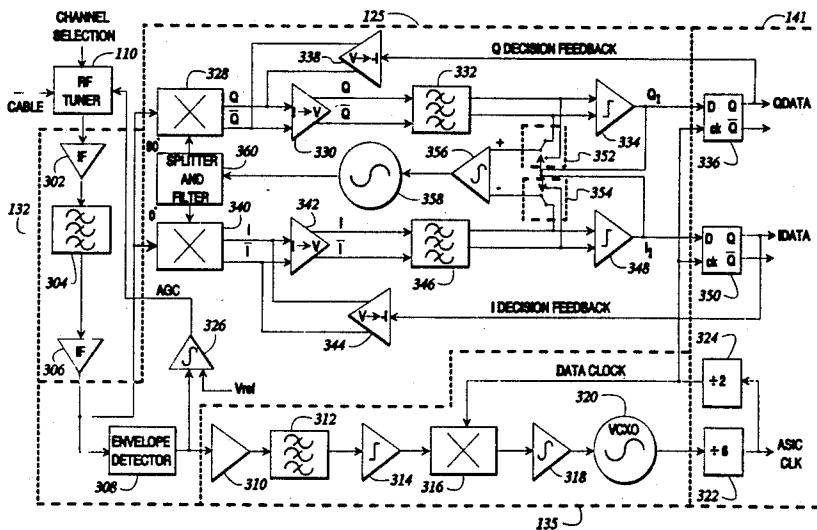 CHANNEL
SELECTION
110
125
141
RF
TUNER
CABLE
328
338
V→I
Q DECISION FEEDBACK
Q
Q̅
I→V
330
Q
Q̅
332
334
QI
D Q
ck Q̅
336
QDATA
IF
302
132
304
IF
306
90°
SPLITTER
AND
FILTER
360
0°
340
358
356
+
-
352
354
I
I̅
342
I→V
I
I̅
346
348
II
D Q
ck Q̅
350
IDATA
AGC
326
Vref
V→I
344
I DECISION FEEDBACK
324
÷2
DATA CLOCK
ENVELOPE
DETECTOR
308
310
312
314
316
318
320
VCXO
÷6
322
ASIC
CLK
135